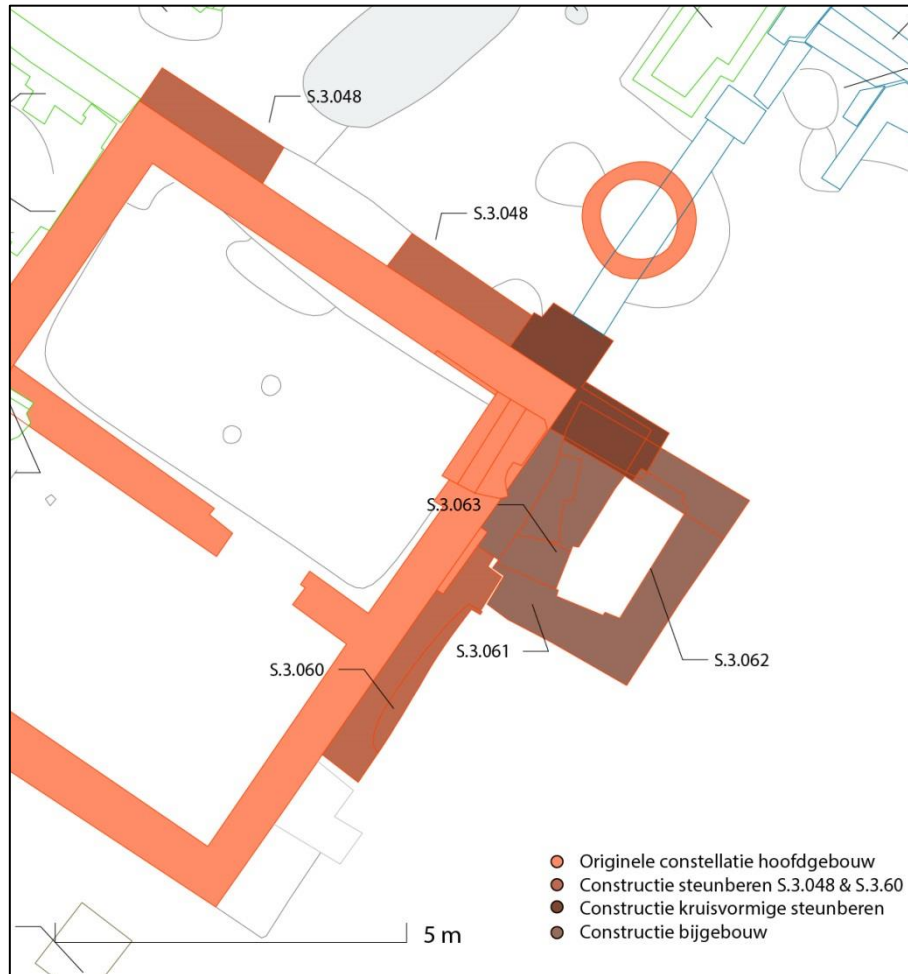 S.3.048
S.3.048
S.3.063
S.3.061
S.3.062
S.3.060
Originele constellatie hoofdgebouw
Constructie steunberen S.3.048 & S.3.60
Constructie kruisvormige steunberen
Constructie bijgebouw
5 m